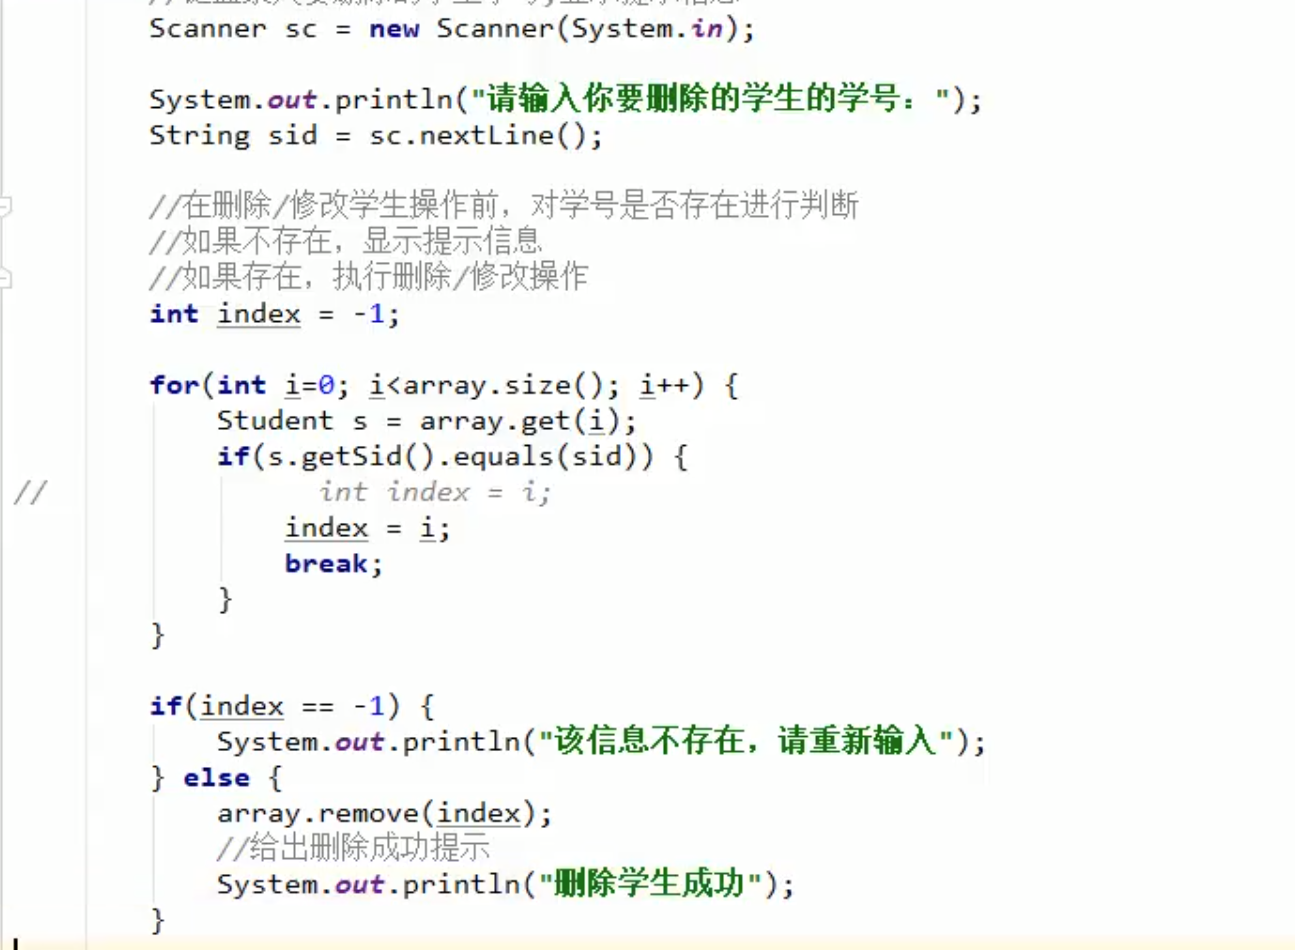 Scanner sc = new Scanner(System.in);
System.out.println("请输入你要删除的学生的学号：");
String sid = sc.nextLine();
//在删除/修改学生操作前，对学号是否存在进行判断
//如果不存在，显示提示信息
//如果存在，执行删除/修改操作
int index = -1;
for(int i=0; i<array.size(); i++) {
Student s = array.get(i);
if(s.getSid().equals(sid)) {
// int index = i;
index = i;
break;
}
}
if(index == -1) {
System.out.println("该信息不存在，请重新输入");
} else {
array.remove(index);
//给出删除成功提示
System.out.println("删除学生成功");
}